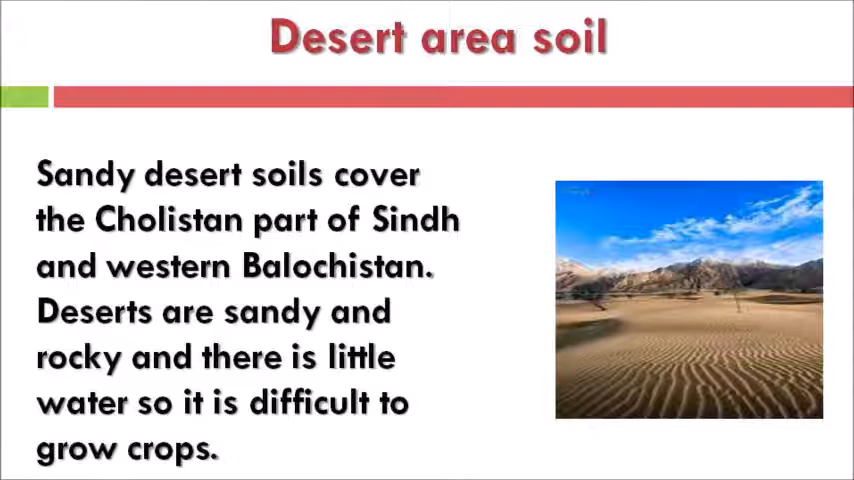 Desert area soil
Sandy desert soils cover
the Cholistan part of Sindh
and western Balochistan.
Deserts are sandy and
rocky and there is little
water so it is difficult to
grow crops.